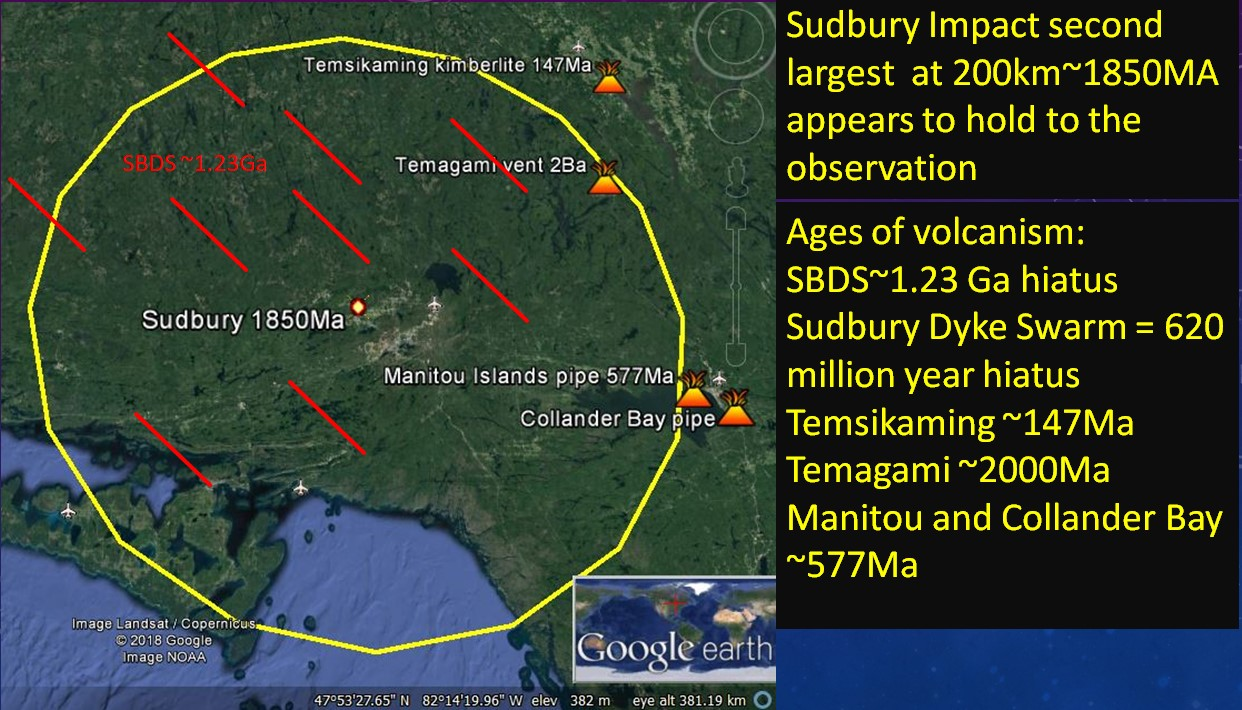 Temsikaming kimberlite 147Ma
SBDS ~1.23Ga
Temagami vent 2Ba
Sudbury 1850Ma
Manitou Islands pipe 577Ma
Collander Bay pipe
Image Landsat / Copernicus
© 2018 Google
Image NOAA
Google earth
47°53'27.65" N 82°14'19.96" W elev 382 m eye alt 381.19 km
Sudbury Impact second
largest at 200km~1850MA
appears to hold to the
observation
Ages of volcanism:
SBDS~1.23 Ga hiatus
Sudbury Dyke Swarm = 620
million year hiatus
Temsikaming ~147Ma
Temagami ~2000Ma
Manitou and Collander Bay
~577Ma